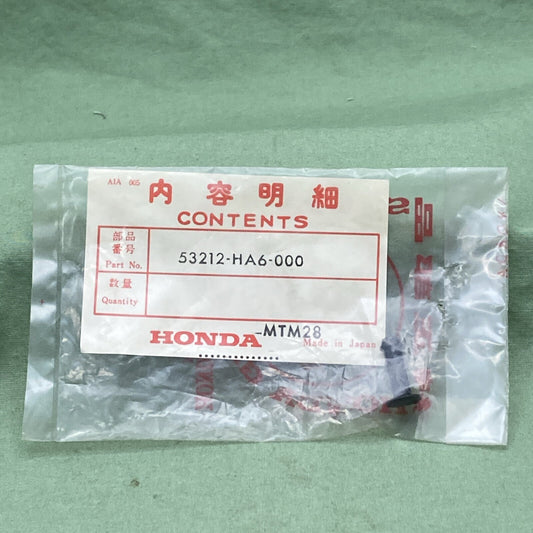 AIA 005
内容明細
CONTENTS
部品
番号
Part No.
53212-HA6-000
数量
Quantity
HONDA
-MTM28
Made in Japan